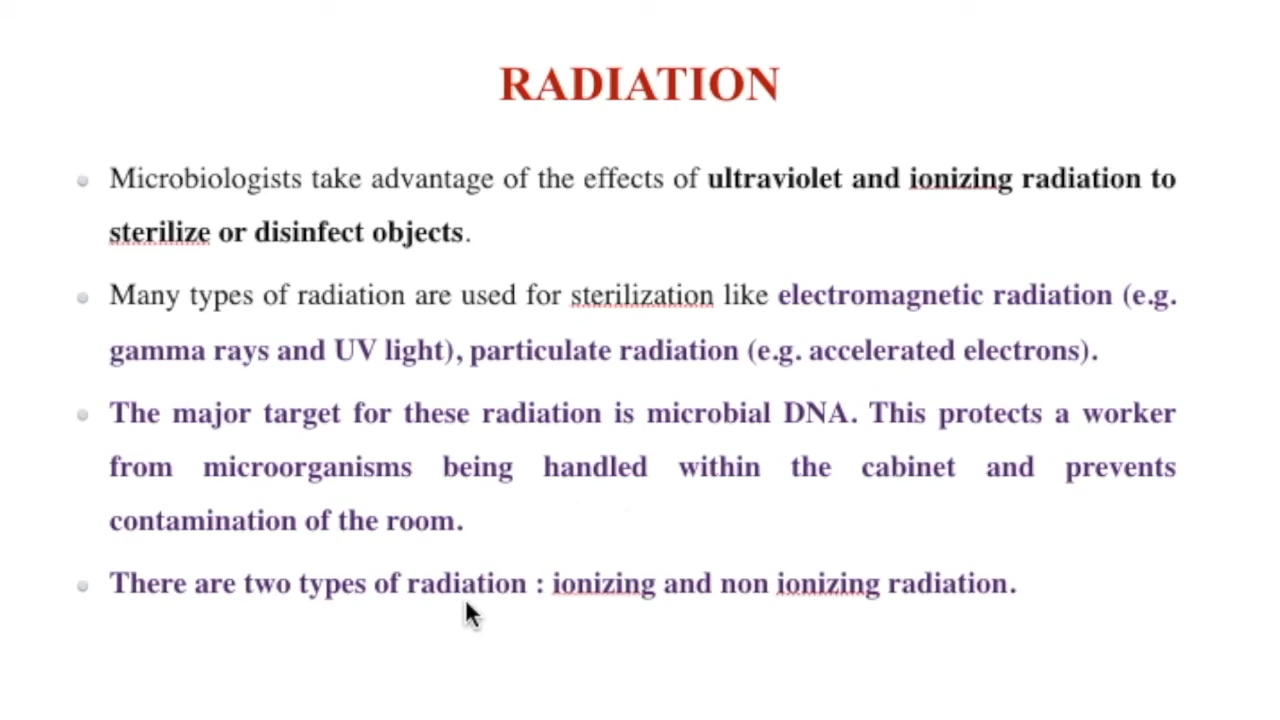 RADIATION
Microbiologists take advantage of the effects of ultraviolet and ionizing radiation to
sterilize or disinfect objects.
Many types of radiation are used for sterilization like electromagnetic radiation (e.g.
gamma rays and UV light), particulate radiation (e.g. accelerated electrons).
The major target for these radiation is microbial DNA. This protects a worker
from microorganisms being handled within the cabinet and prevents
contamination of the room.
There are two types of radiation : ionizing and non ionizing radiation.